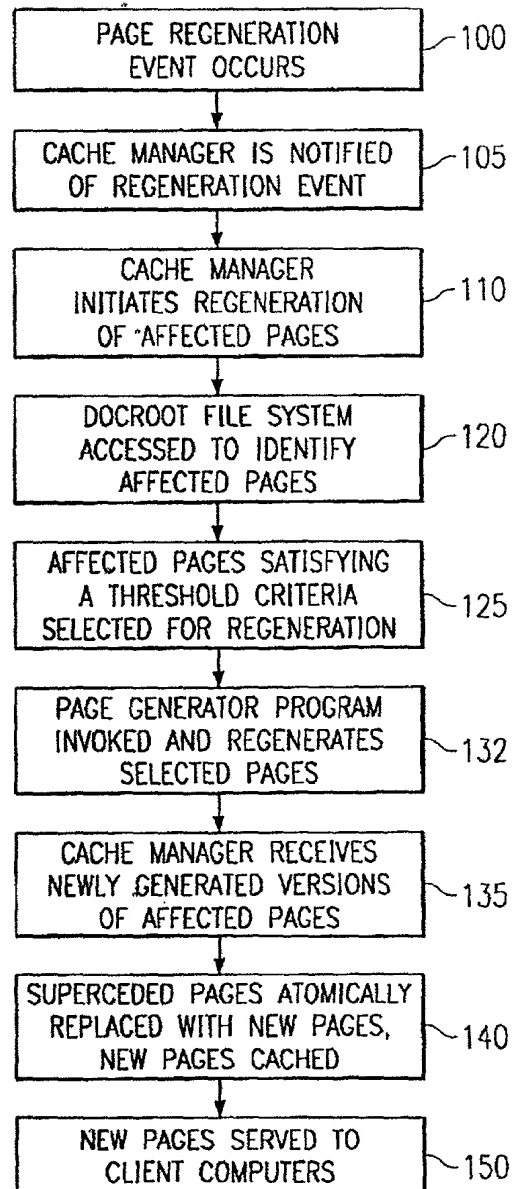 PAGE REGENERATION
EVENT OCCURS
100
CACHE MANAGER IS NOTIFIED
OF REGENERATION EVENT
105
CACHE MANAGER
INITIATES REGENERATION
OF AFFECTED PAGES
110
DOCROOT FILE SYSTEM
ACCESSED TO IDENTIFY
AFFECTED PAGES
120
AFFECTED PAGES SATISFYING
A THRESHOLD CRITERIA
SELECTED FOR REGENERATION
125
PAGE GENERATOR PROGRAM
INVOKED AND REGENERATES
SELECTED PAGES
132
CACHE MANAGER RECEIVES
NEWLY GENERATED VERSIONS
OF AFFECTED PAGES
135
SUPERCEDED PAGES ATOMICALLY
REPLACED WITH NEW PAGES,
NEW PAGES CACHED
140
NEW PAGES SERVED TO
CLIENT COMPUTERS
150